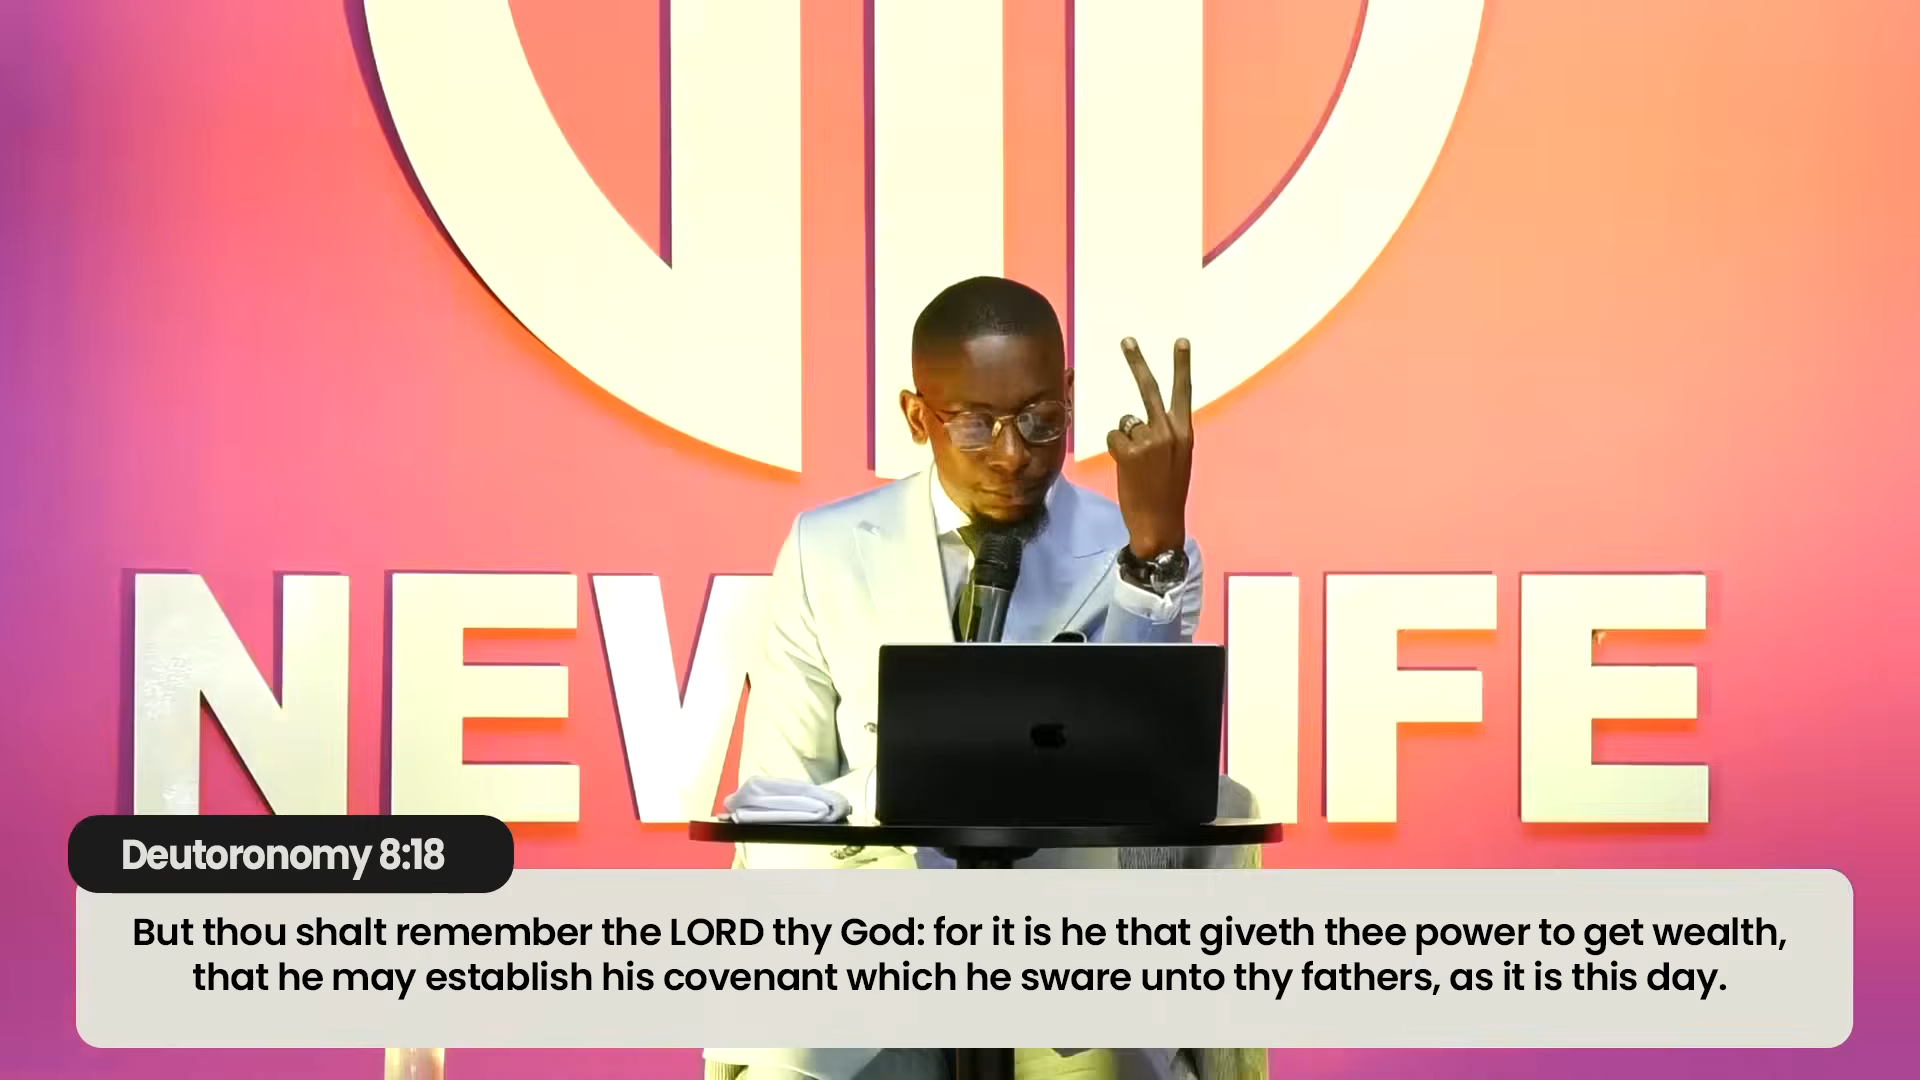 NEW LIFE
Deutoronomy 8:18
But thou shalt remember the LORD thy God: for it is he that giveth thee power to get wealth,
that he may establish his covenant which he sware unto thy fathers, as it is this day.